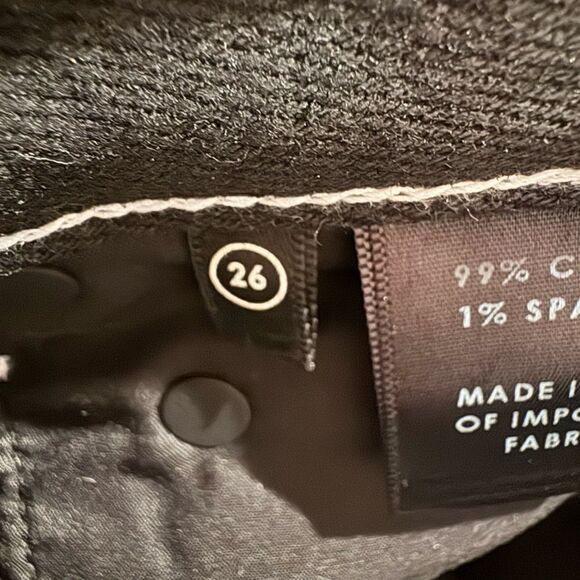 26
99% C
1% SPA
MADE I
OF IMPO
FABR